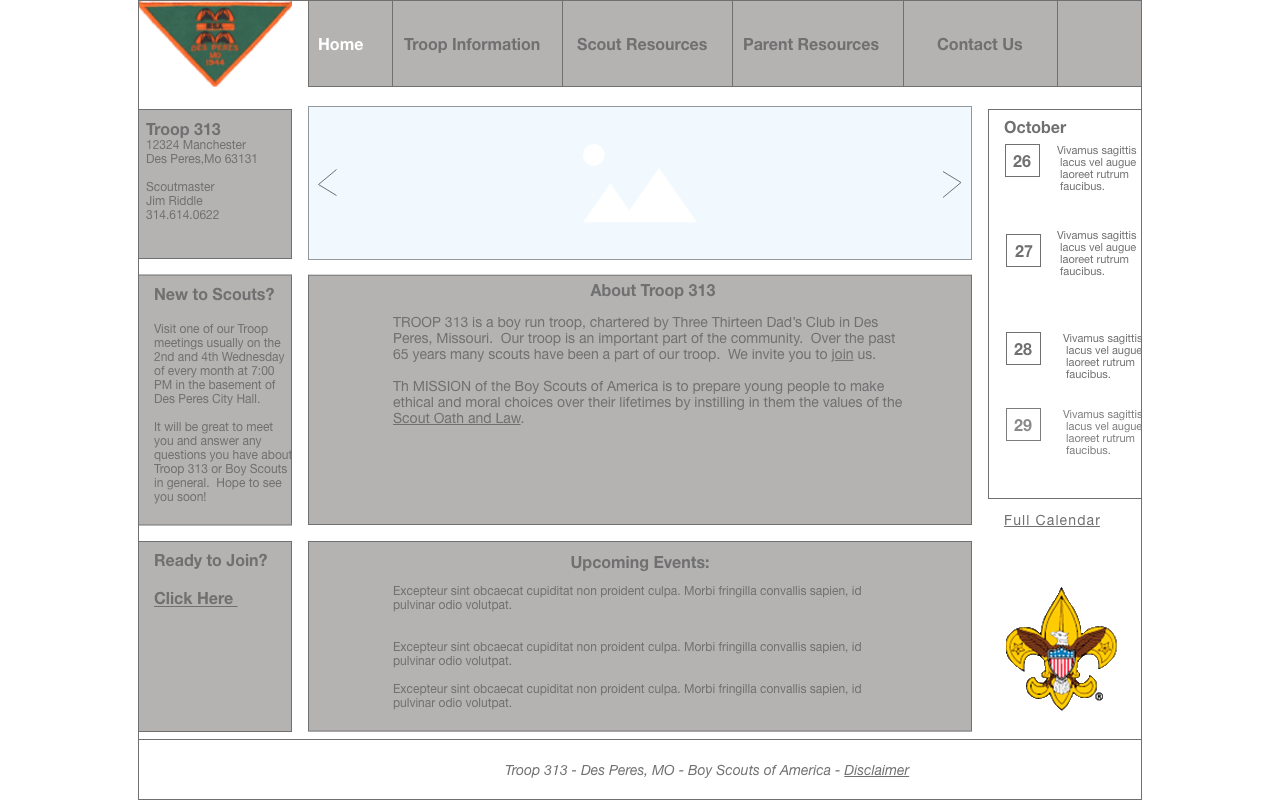 BSA
DES PERES
MO
1944
Home
Troop Information
Scout Resources
Parent Resources
Contact Us
Troop 313
12324 Manchester
Des Peres,Mo 63131
Scoutmaster
Jim Riddle
314.614.0622
New to Scouts?
Visit one of our Troop
meetings usually on the
2nd and 4th Wednesday
of every month at 7:00
PM in the basement of
Des Peres City Hall.
It will be great to meet
you and answer any
questions you have about
Troop 313 or Boy Scouts
in general.  Hope to see
you soon!
Ready to Join?
Click Here
About Troop 313
TROOP 313 is a boy run troop, chartered by Three Thirteen Dad’s Club in Des
Peres, Missouri.  Our troop is an important part of the community.  Over the past
65 years many scouts have been a part of our troop.  We invite you to join us.
Th MISSION of the Boy Scouts of America is to prepare young people to make
ethical and moral choices over their lifetimes by instilling in them the values of the
Scout Oath and Law.
Upcoming Events:
Excepteur sint obcaecat cupiditat non proident culpa. Morbi fringilla convallis sapien, id
pulvinar odio volutpat.
Excepteur sint obcaecat cupiditat non proident culpa. Morbi fringilla convallis sapien, id
pulvinar odio volutpat.
Excepteur sint obcaecat cupiditat non proident culpa. Morbi fringilla convallis sapien, id
pulvinar odio volutpat.
October
26
Vivamus sagittis
lacus vel augue
laoreet rutrum
faucibus.
27
Vivamus sagittis
lacus vel augue
laoreet rutrum
faucibus.
28
Vivamus sagittis
lacus vel augue
laoreet rutrum
faucibus.
29
Vivamus sagittis
lacus vel augue
laoreet rutrum
faucibus.
Full Calendar
®
Troop 313 - Des Peres, MO - Boy Scouts of America - Disclaimer